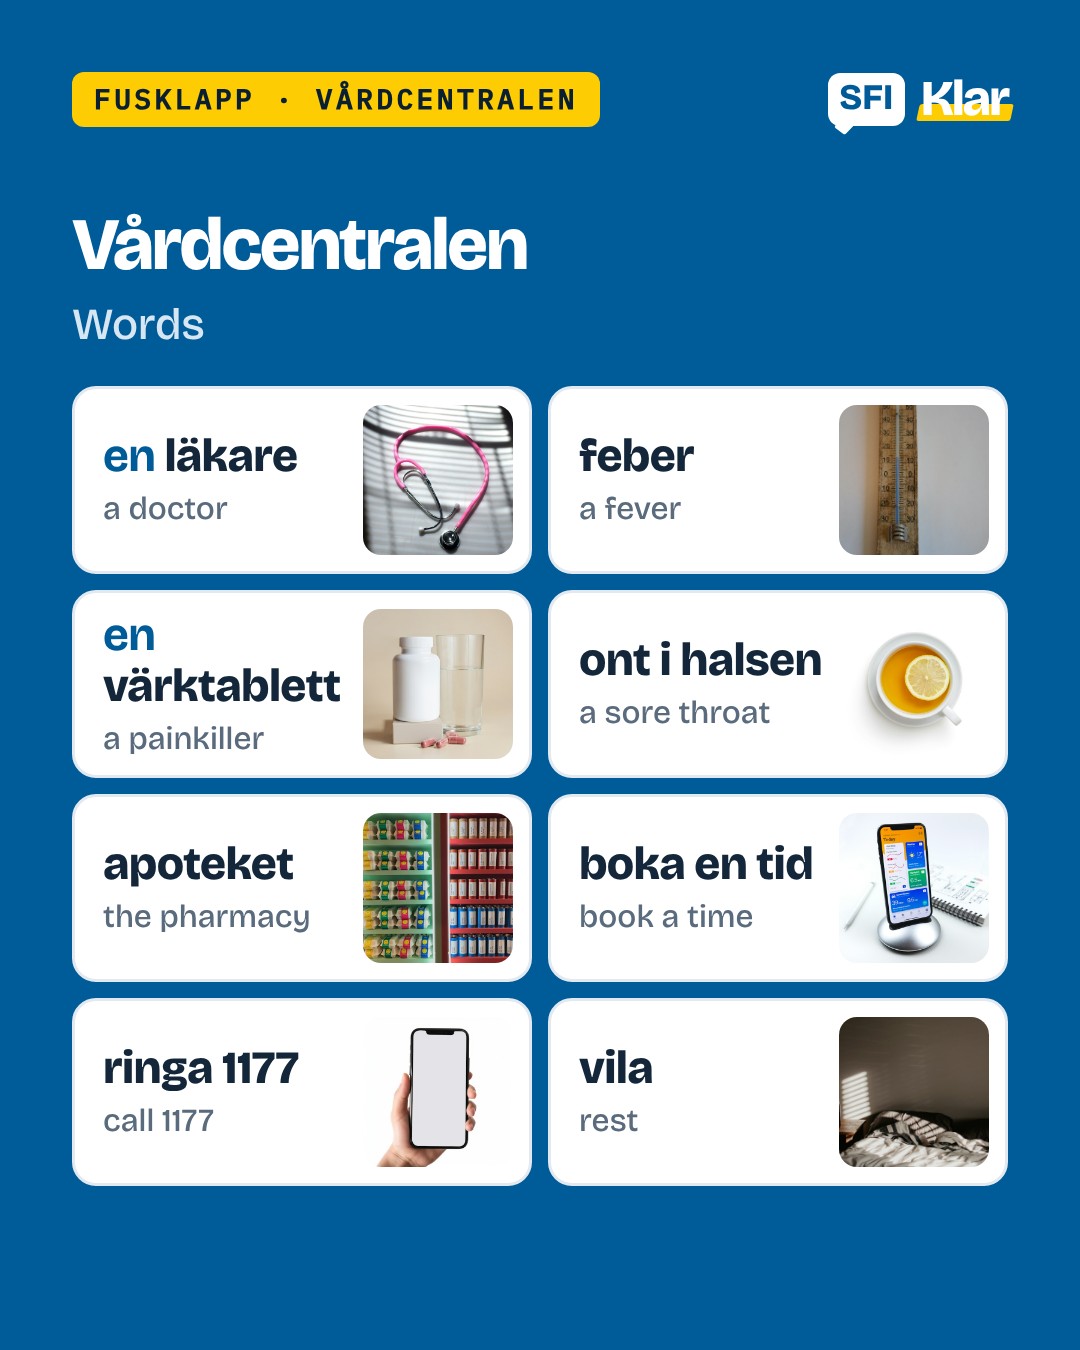 FUSKLAPP · VÅRDCENTRALEN
SFI Klar
Vårdcentralen
Words
en läkare
a doctor
feber
a fever
en
värktablett
a painkiller
ont i halsen
a sore throat
apoteket
the pharmacy
boka en tid
book a time
ringa 1177
call 1177
vila
rest